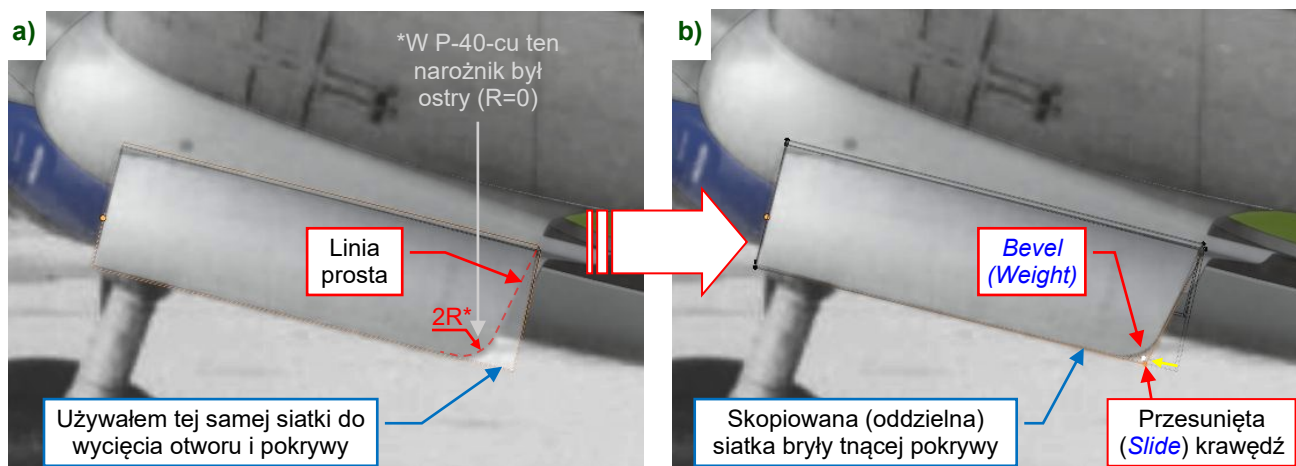 a)
*W P-40-cu ten
narożnik był
ostry (R=0)
Linia
prosta
2R*
Używałem tej samej siatki do
wycięcia otworu i pokrywy
b)
Bevel
(Weight)
Skopiowana (oddzielna)
siatka bryły tnącej pokrywy
Przesunięta
(Slide) krawędź